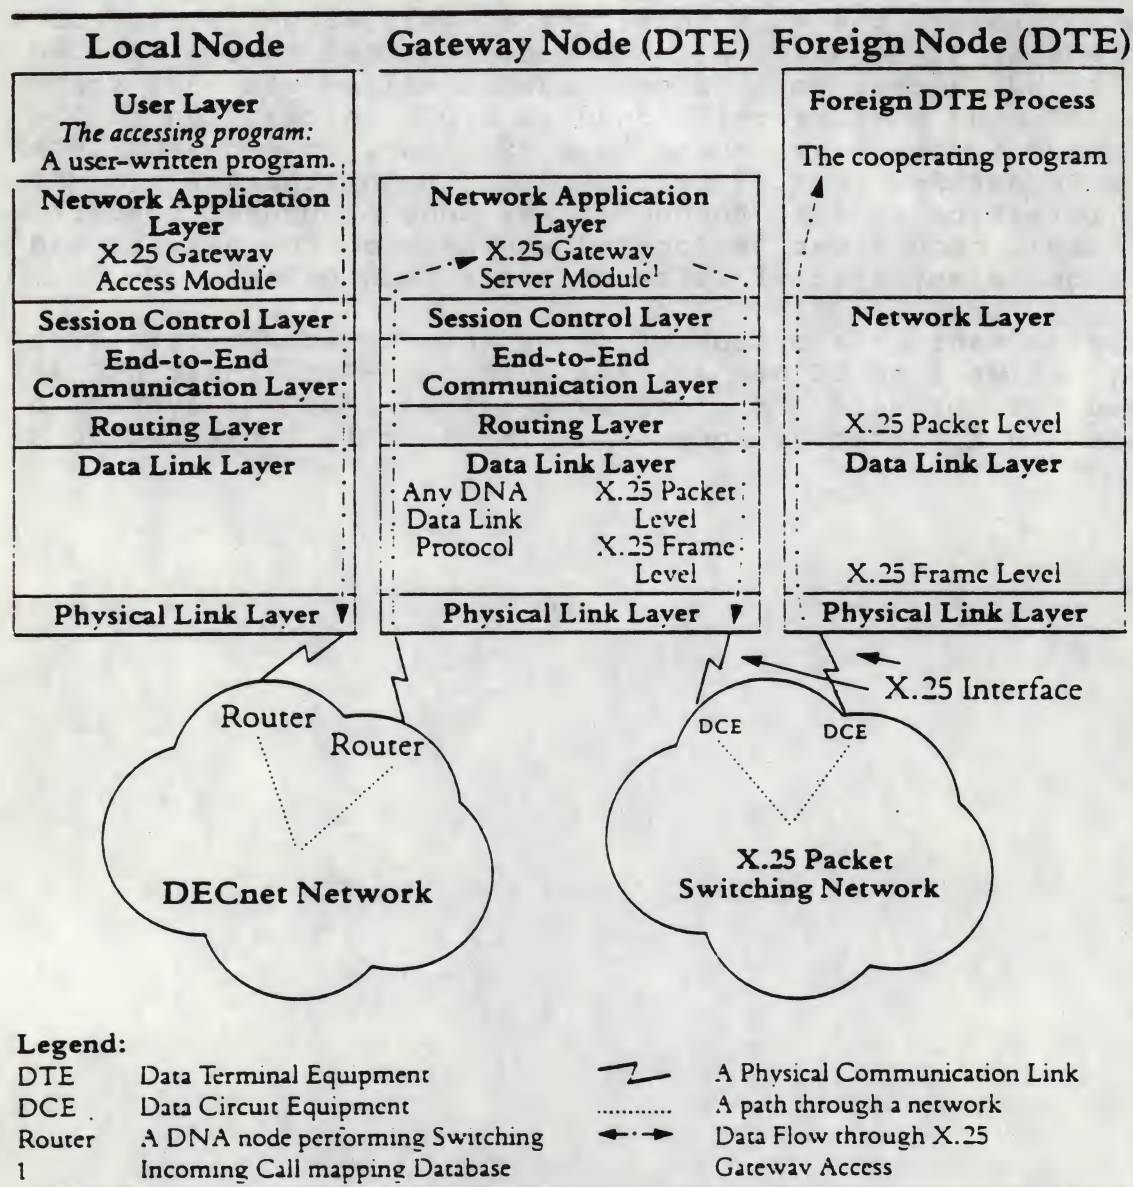 Local Node
Gateway Node (DTE)
Foreign Node (DTE)
User Layer
The accessing program:
A user-written program.
Network Application
Layer
X.25 Gateway
Access Module
Session Control Layer
End-to-End
Communication Layer
Routing Layer
Data Link Layer
Physical Link Layer
Network Application
Layer
X.25 Gateway
Server Module¹
Session Control Layer
End-to-End
Communication Layer
Routing Layer
Data Link Layer
Any DNA
Data Link
Protocol
X.25 Packet
Level
X.25 Frame
Level
Physical Link Layer
Foreign DTE Process
The cooperating program
Network Layer
X.25 Packet Level
Data Link Layer
X.25 Frame Level
Physical Link Layer
X.25 Interface
Router
Router
DECnet Network
DCE
DCE
X.25 Packet
Switching Network
Legend:
DTE Data Terminal Equipment
DCE Data Circuit Equipment
Router A DNA node performing Switching
1 Incoming Call mapping Database
A Physical Communication Link
A path through a network
Data Flow through X.25
Gateway Access